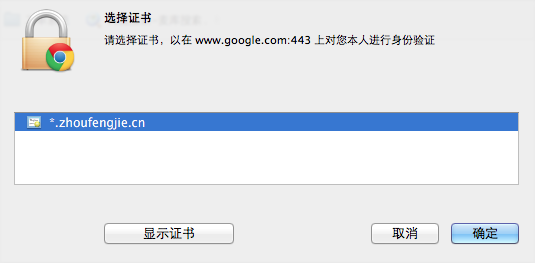 选择证书
请选择证书，以在 www.google.com:443 上对您本人进行身份验证
*.zhoufengjie.cn
显示证书
取消
确定